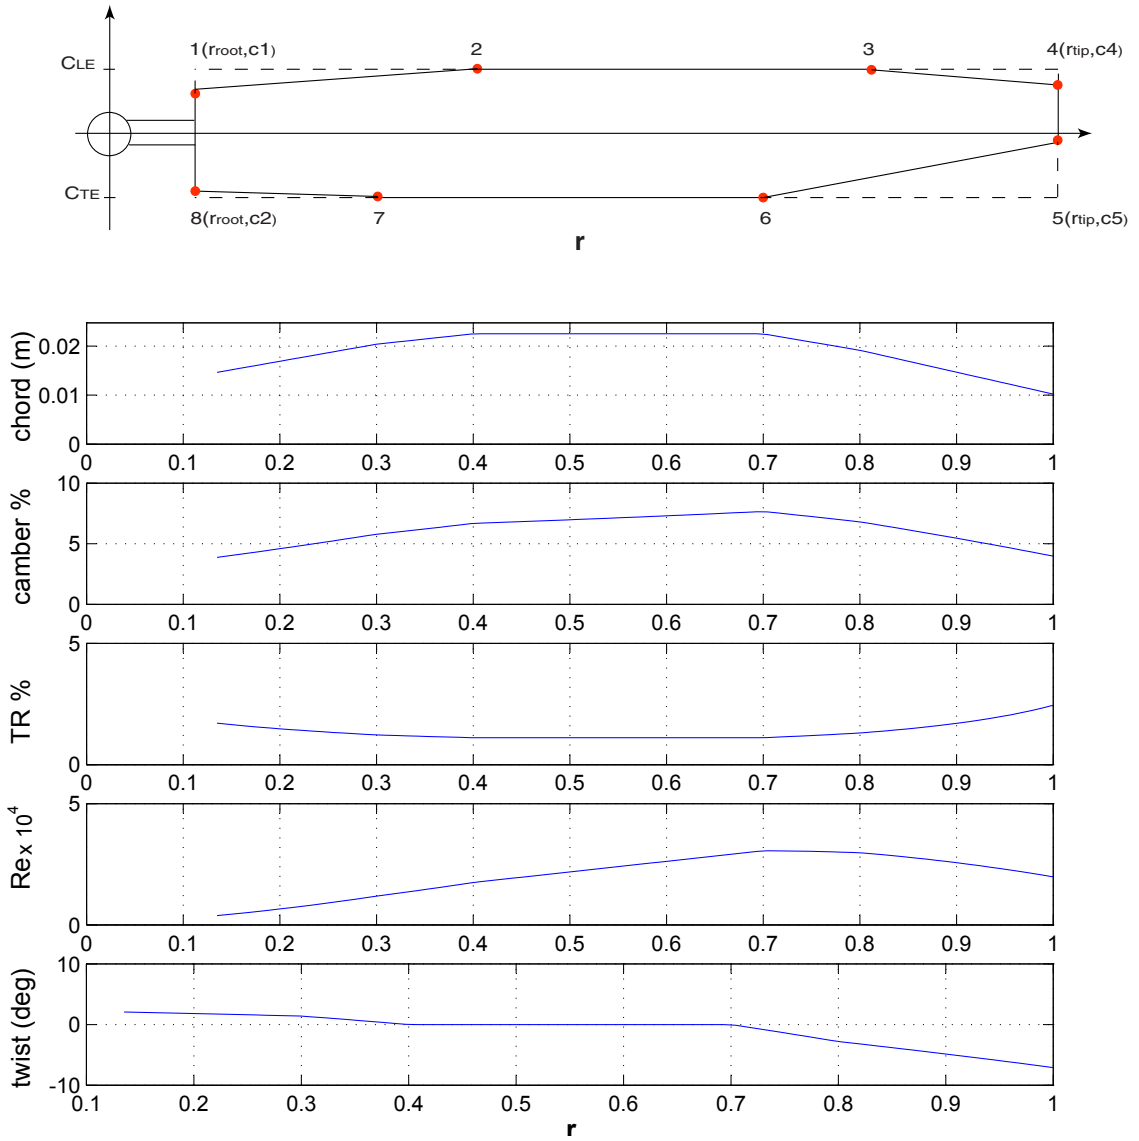 1(rroot,c1) 2 3 4(rtip,c4)
CLE
CTE
8(rroot,c2) 7 6 5(rtip,c5)
r
chord (m)
0.02
0.01
0
0 0.1 0.2 0.3 0.4 0.5 0.6 0.7 0.8 0.9 1
camber %
10
5
0
0 0.1 0.2 0.3 0.4 0.5 0.6 0.7 0.8 0.9 1
TR %
5
0
0 0.1 0.2 0.3 0.4 0.5 0.6 0.7 0.8 0.9 1
Re x 10⁴
5
0
0 0.1 0.2 0.3 0.4 0.5 0.6 0.7 0.8 0.9 1
twist (deg)
10
0
-10
0.1 0.2 0.3 0.4 0.5 0.6 0.7 0.8 0.9 1
r